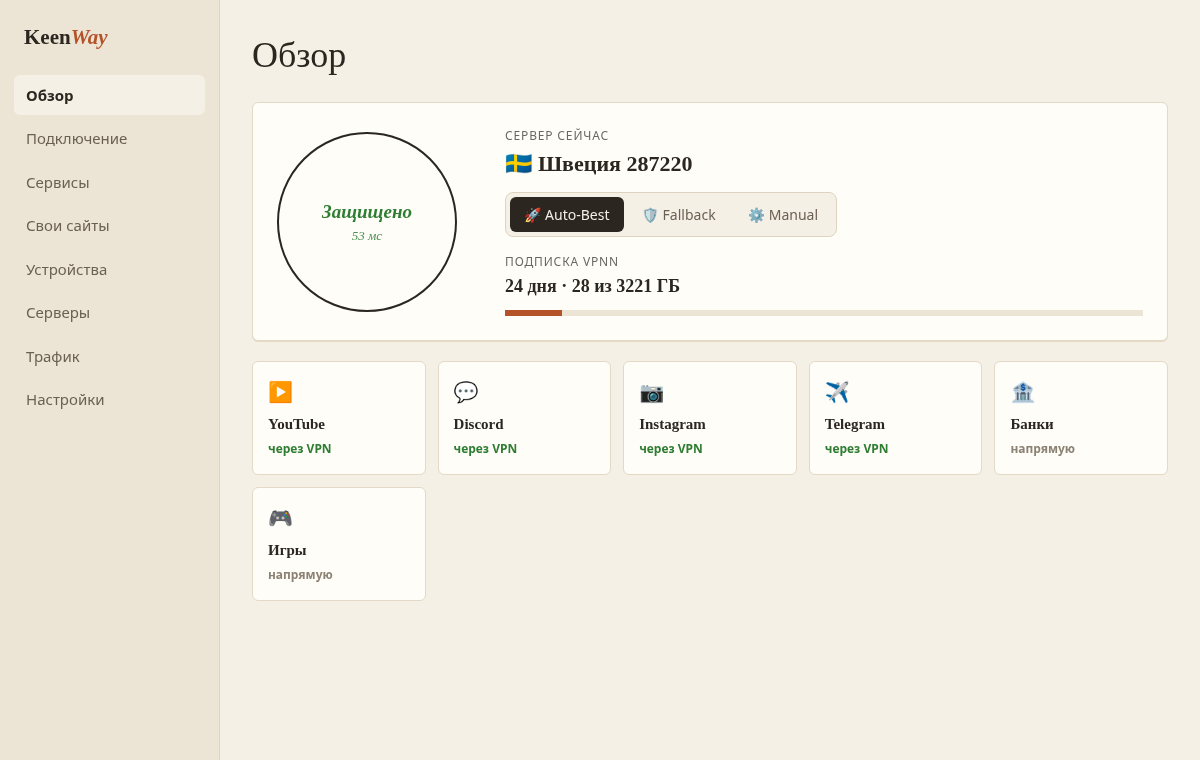 KeenWay
Обзор
Подключение
Сервисы
Свои сайты
Устройства
Серверы
Трафик
Настройки
Обзор
Защищено
53 мс
СЕРВЕР СЕЙЧАС
🇸🇪 Швеция 287220
🚀 Auto-Best 🛡️ Fallback ⚙️ Manual
ПОДПИСКА VPNN
24 дня · 28 из 3221 ГБ
YouTube
через VPN
Discord
через VPN
Instagram
через VPN
Telegram
через VPN
Банки
напрямую
Игры
напрямую